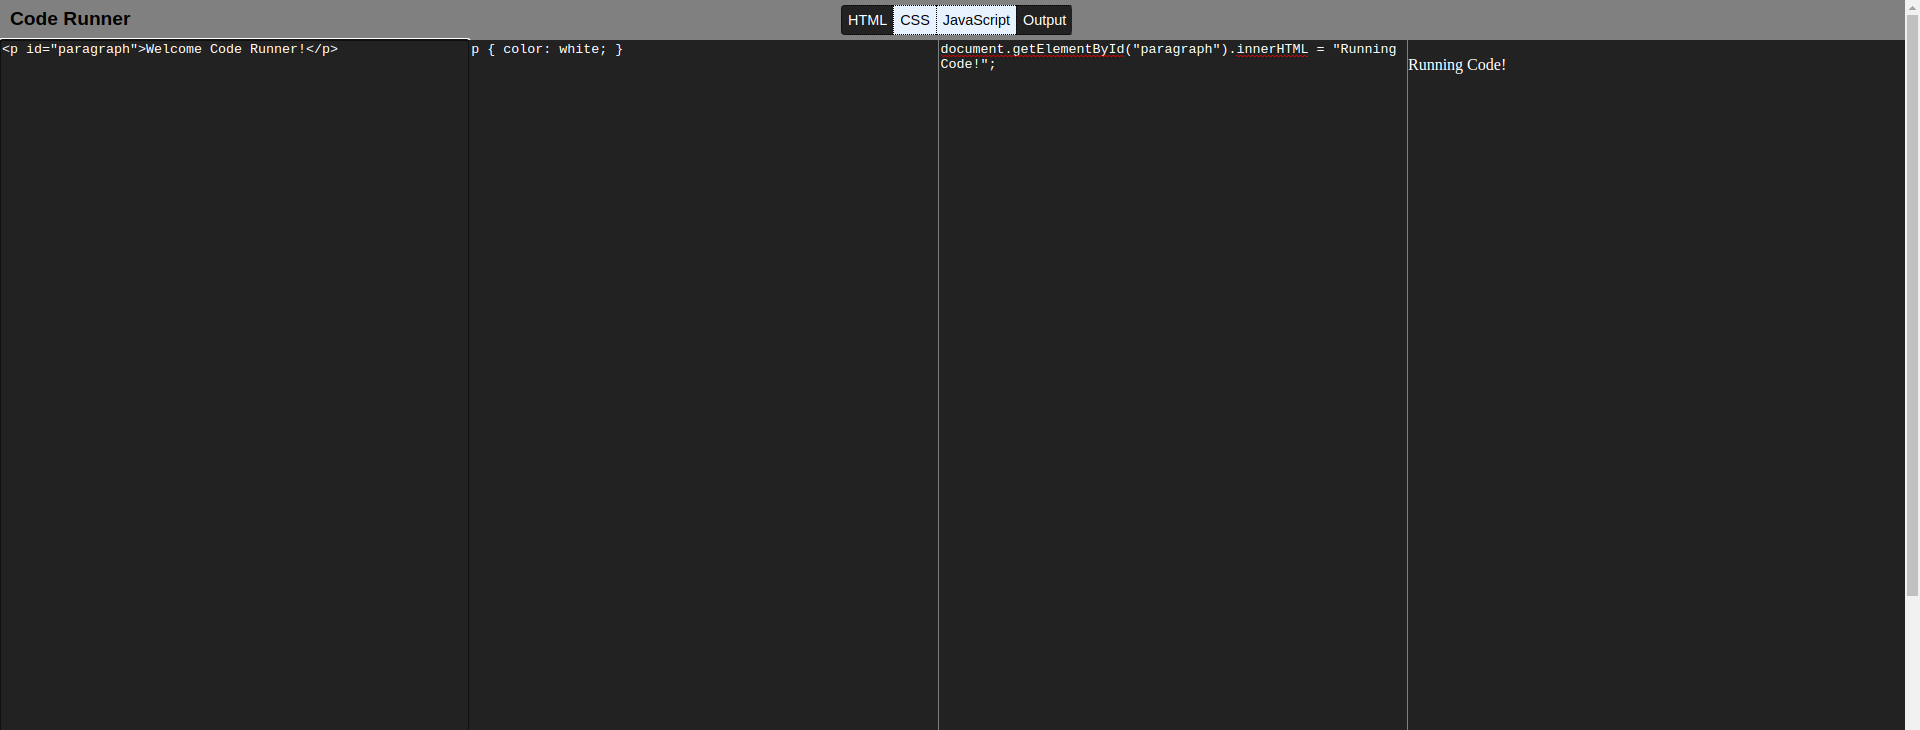 Code Runner
HTML CSS JavaScript Output
<p id="paragraph">Welcome Code Runner!</p>
p { color: white; }
document.getElementById("paragraph").innerHTML = "Running
Code!";
Running Code!